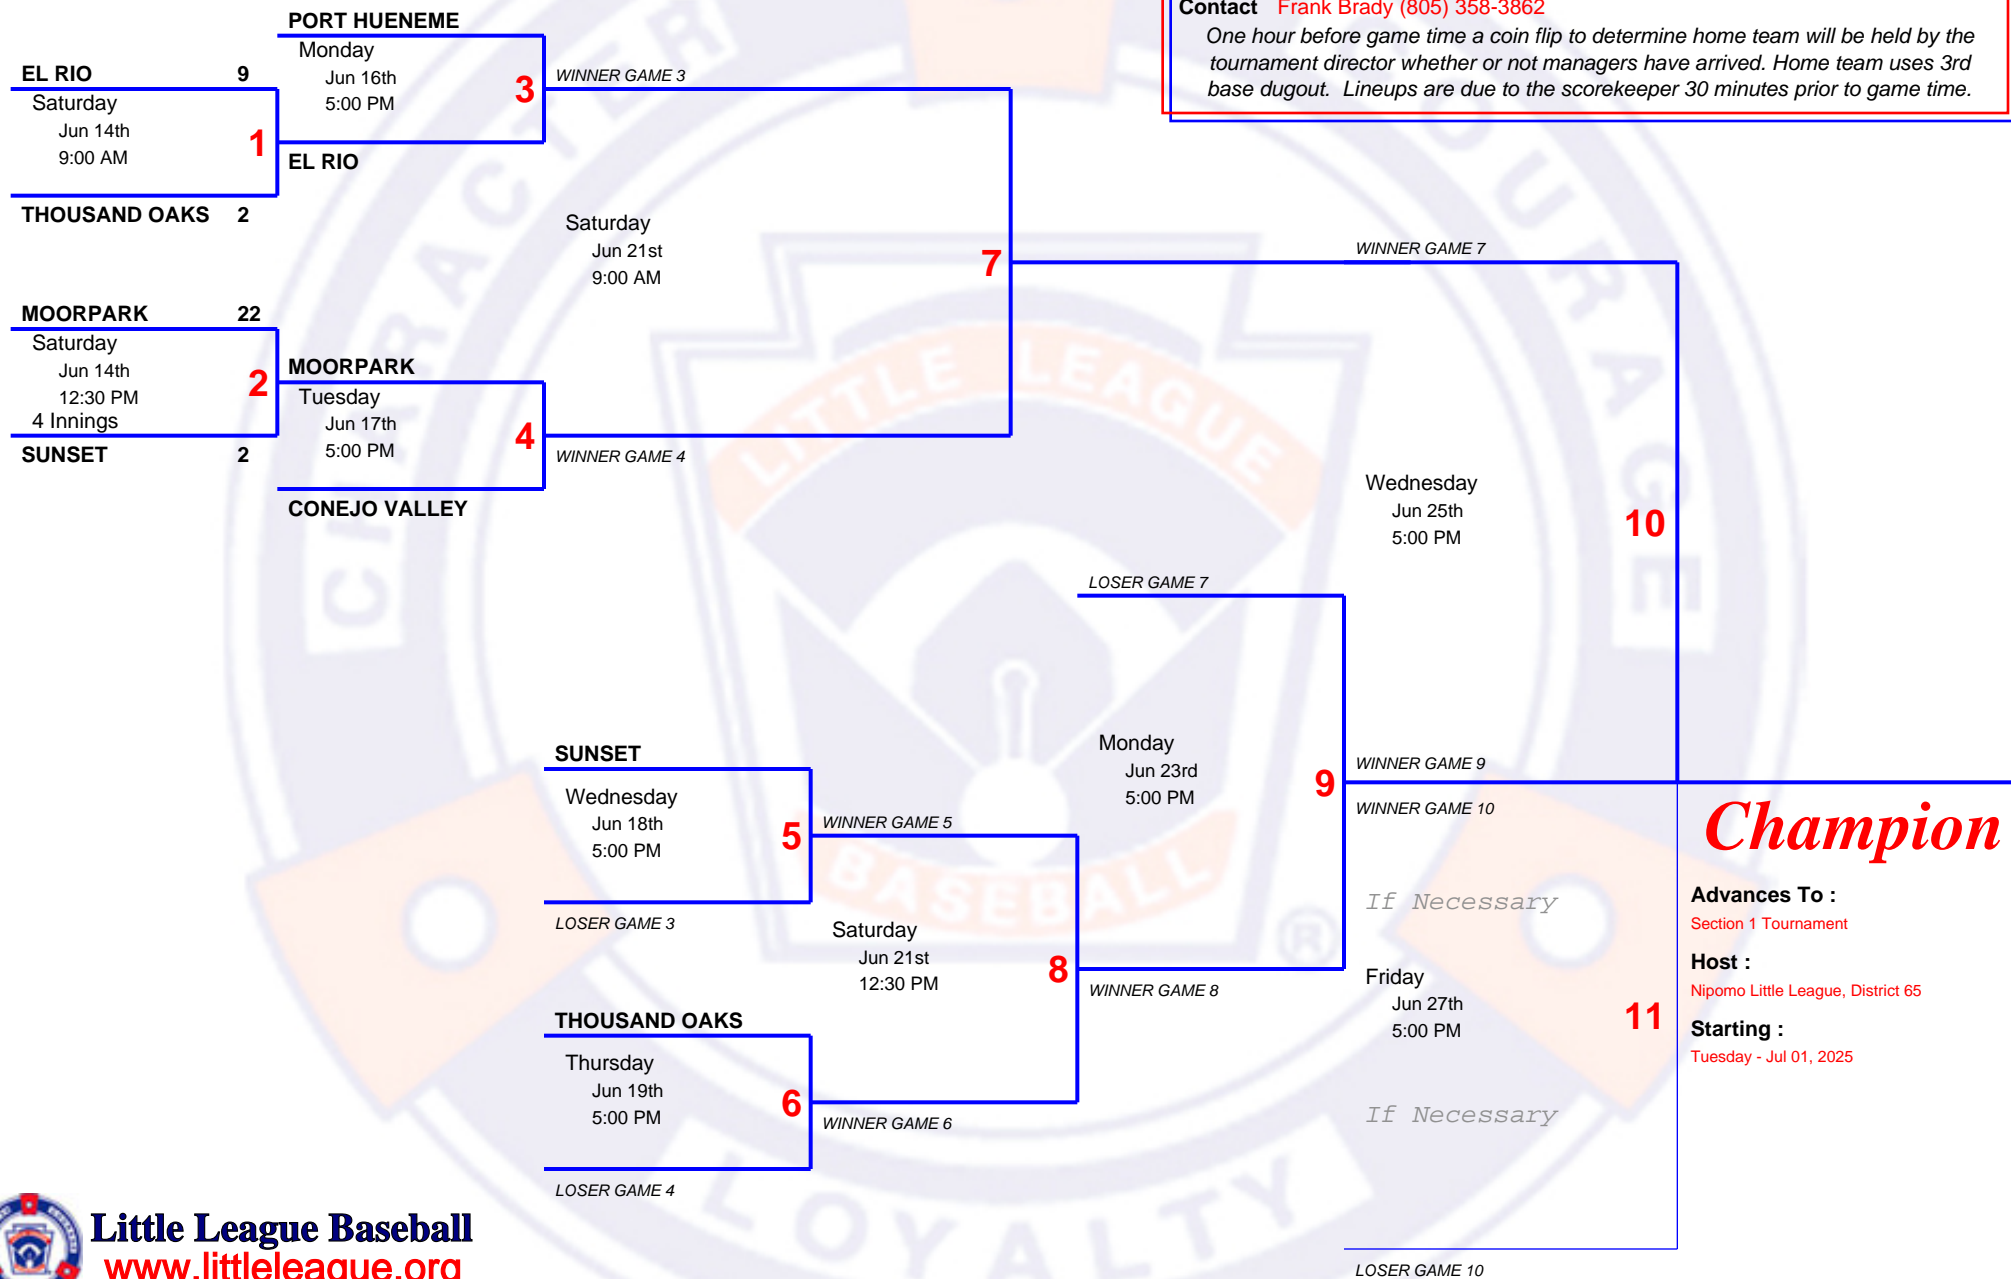 Contact Frank Brady (805) 358-3862
One hour before game time a coin flip to determine home team will be held by the
tournament director whether or not managers have arrived. Home team uses 3rd
base dugout. Lineups are due to the scorekeeper 30 minutes prior to game time.
EL RIO 9
Saturday
Jun 14th
9:00 AM
1
THOUSAND OAKS 2
MOORPARK 22
Saturday
Jun 14th
12:30 PM
4 Innings
2
SUNSET 2
PORT HUENEME
Monday
Jun 16th
5:00 PM
3
EL RIO
MOORPARK
Tuesday
Jun 17th
5:00 PM
4
CONEJO VALLEY
WINNER GAME 3
Saturday
Jun 21st
9:00 AM
7
WINNER GAME 4
SUNSET
Wednesday
Jun 18th
5:00 PM
5
LOSER GAME 3
THOUSAND OAKS
Thursday
Jun 19th
5:00 PM
6
LOSER GAME 4
WINNER GAME 5
Saturday
Jun 21st
12:30 PM
8
WINNER GAME 6
LOSER GAME 7
Monday
Jun 23rd
5:00 PM
9
WINNER GAME 8
WINNER GAME 7
Wednesday
Jun 25th
5:00 PM
10
WINNER GAME 9
WINNER GAME 10
If Necessary
Friday
Jun 27th
5:00 PM
11
If Necessary
LOSER GAME 10
Champion
Advances To :
Section 1 Tournament
Host :
Nipomo Little League, District 65
Starting :
Tuesday - Jul 01, 2025
CHARACTER
COURAGE
LOYALTY
LITTLE LEAGUE
BASEBALL
®
Little League Baseball
www.littleleague.org